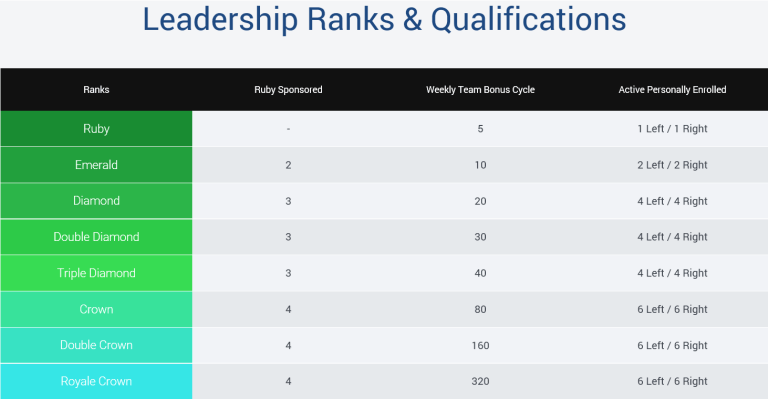 Leadership Ranks & Qualifications
Ranks Ruby Sponsored Weekly Team Bonus Cycle Active Personally Enrolled
Ruby - 5 1 Left / 1 Right
Emerald 2 10 2 Left / 2 Right
Diamond 3 20 4 Left / 4 Right
Double Diamond 3 30 4 Left / 4 Right
Triple Diamond 3 40 4 Left / 4 Right
Crown 4 80 6 Left / 6 Right
Double Crown 4 160 6 Left / 6 Right
Royale Crown 4 320 6 Left / 6 Right